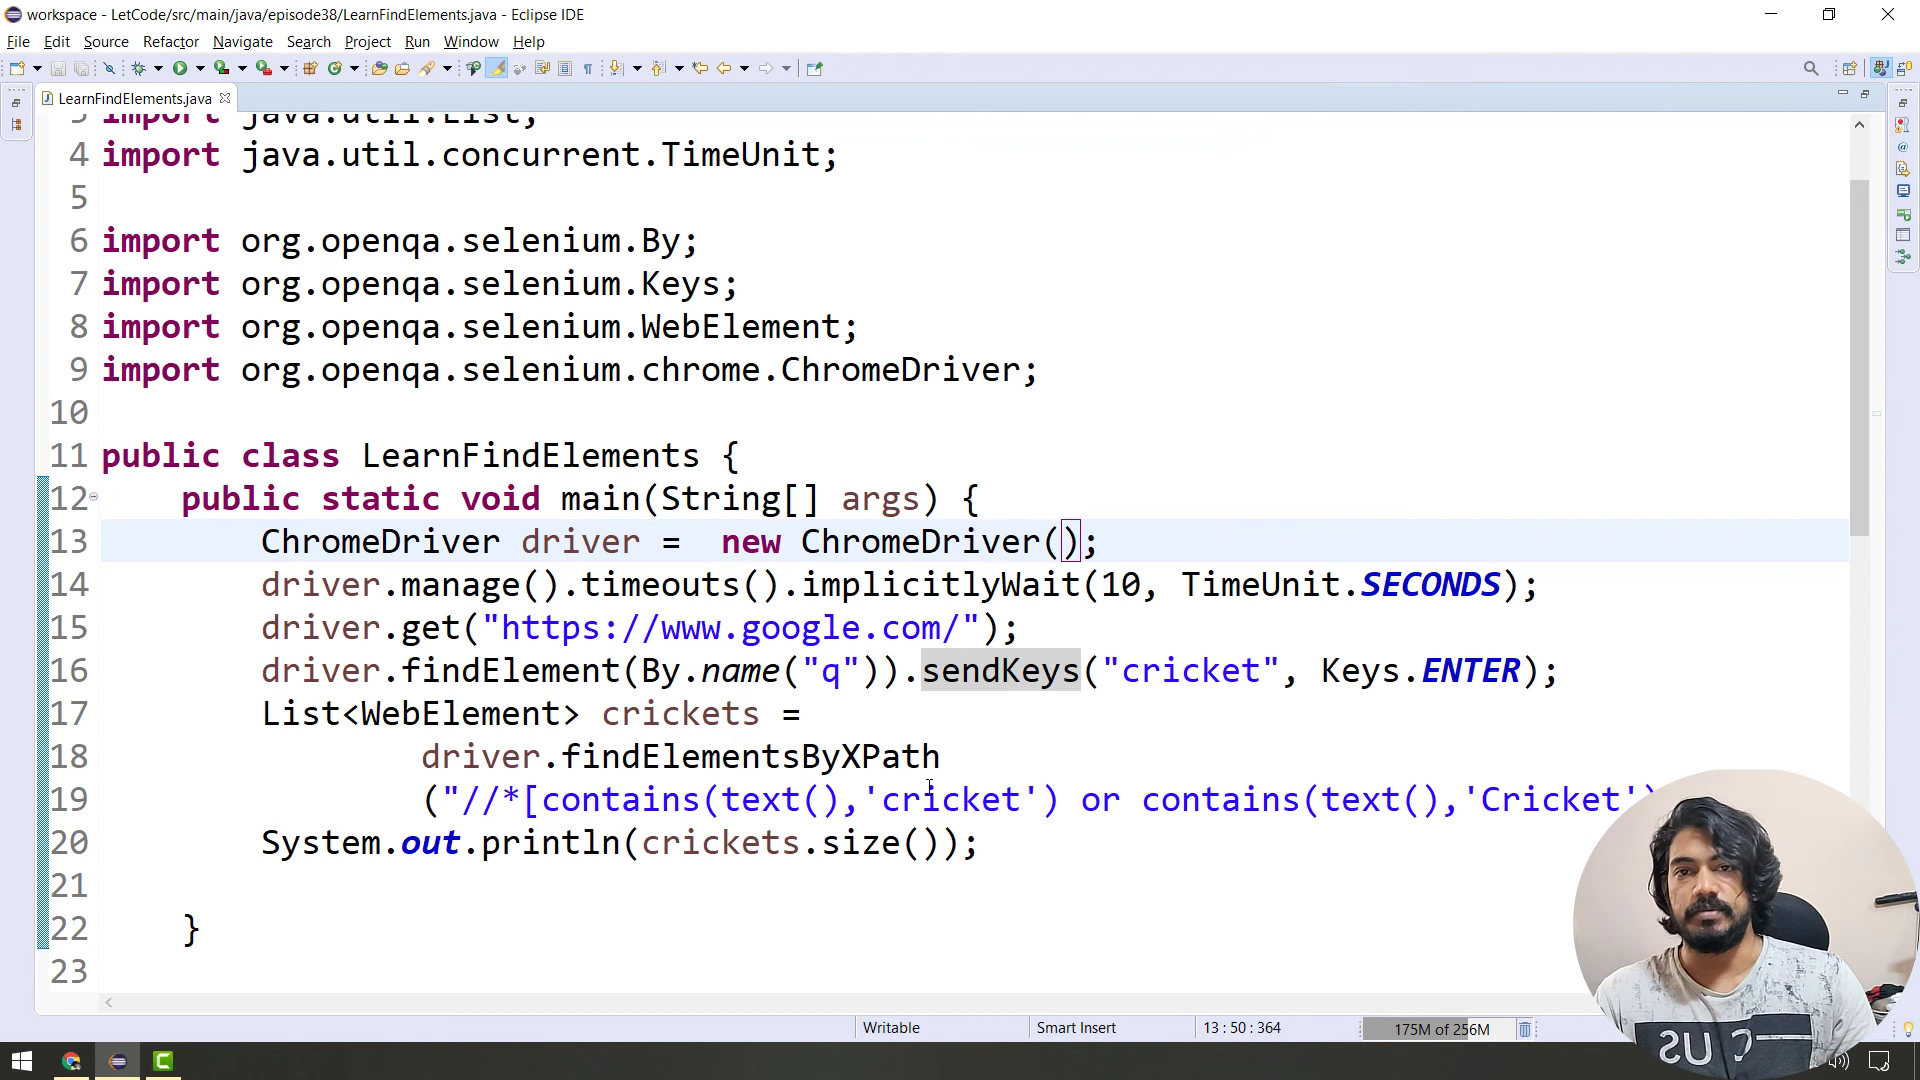 workspace - LetCode/src/main/java/episode38/LearnFindElements.java - Eclipse IDE
File Edit Source Refactor Navigate Search Project Run Window Help
LearnFindElements.java
3 import java.util.List;
4 import java.util.concurrent.TimeUnit;
5
6 import org.openqa.selenium.By;
7 import org.openqa.selenium.Keys;
8 import org.openqa.selenium.WebElement;
9 import org.openqa.selenium.chrome.ChromeDriver;
10
11 public class LearnFindElements {
12 public static void main(String[] args) {
13 ChromeDriver driver =  new ChromeDriver();
14 driver.manage().timeouts().implicitlyWait(10, TimeUnit.SECONDS);
15 driver.get("https://www.google.com/");
16 driver.findElement(By.name("q")).sendKeys("cricket", Keys.ENTER);
17 List<WebElement> crickets =
18 driver.findElementsByXPath
19 ("//*[contains(text(),'cricket') or contains(text(),'Cricket')
20 System.out.println(crickets.size());
21
22 }
23
Writable Smart Insert 13 : 50 : 364 175M of 256M